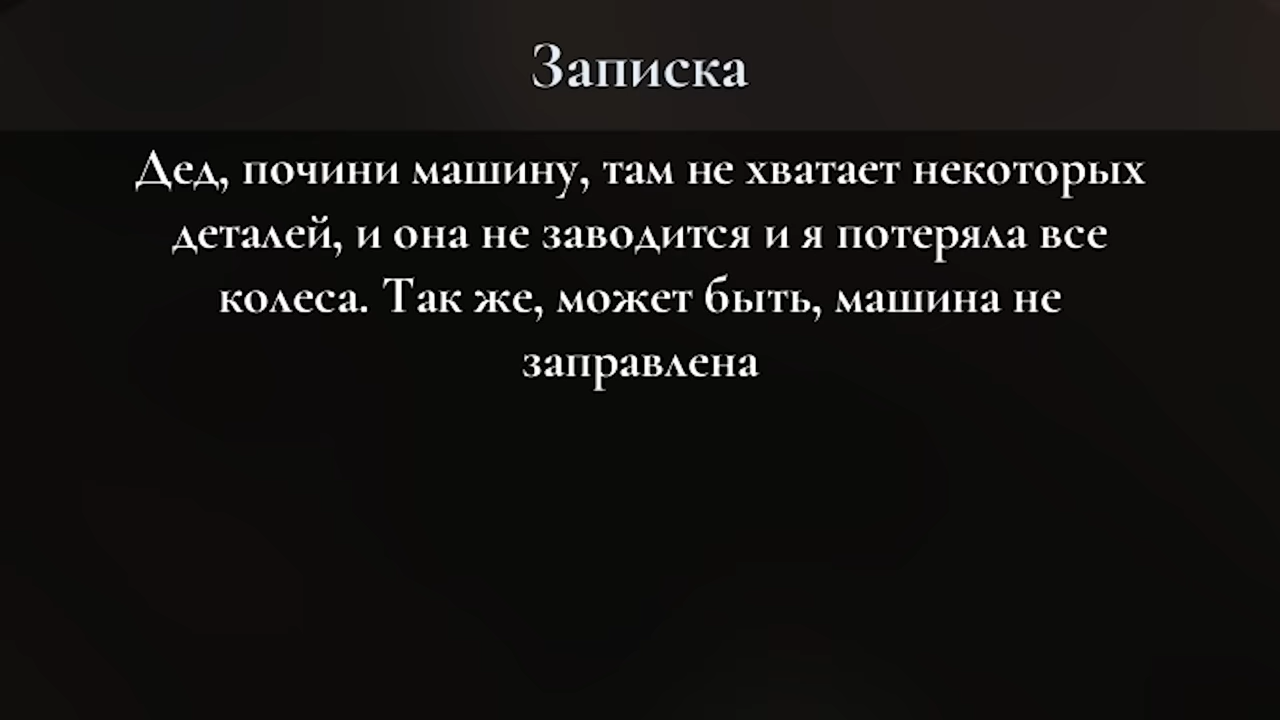 Записка
Дед, почини машину, там не хватает некоторых
деталей, и она не заводится и я потеряла все
колеса. Так же, может быть, машина не
заправлена